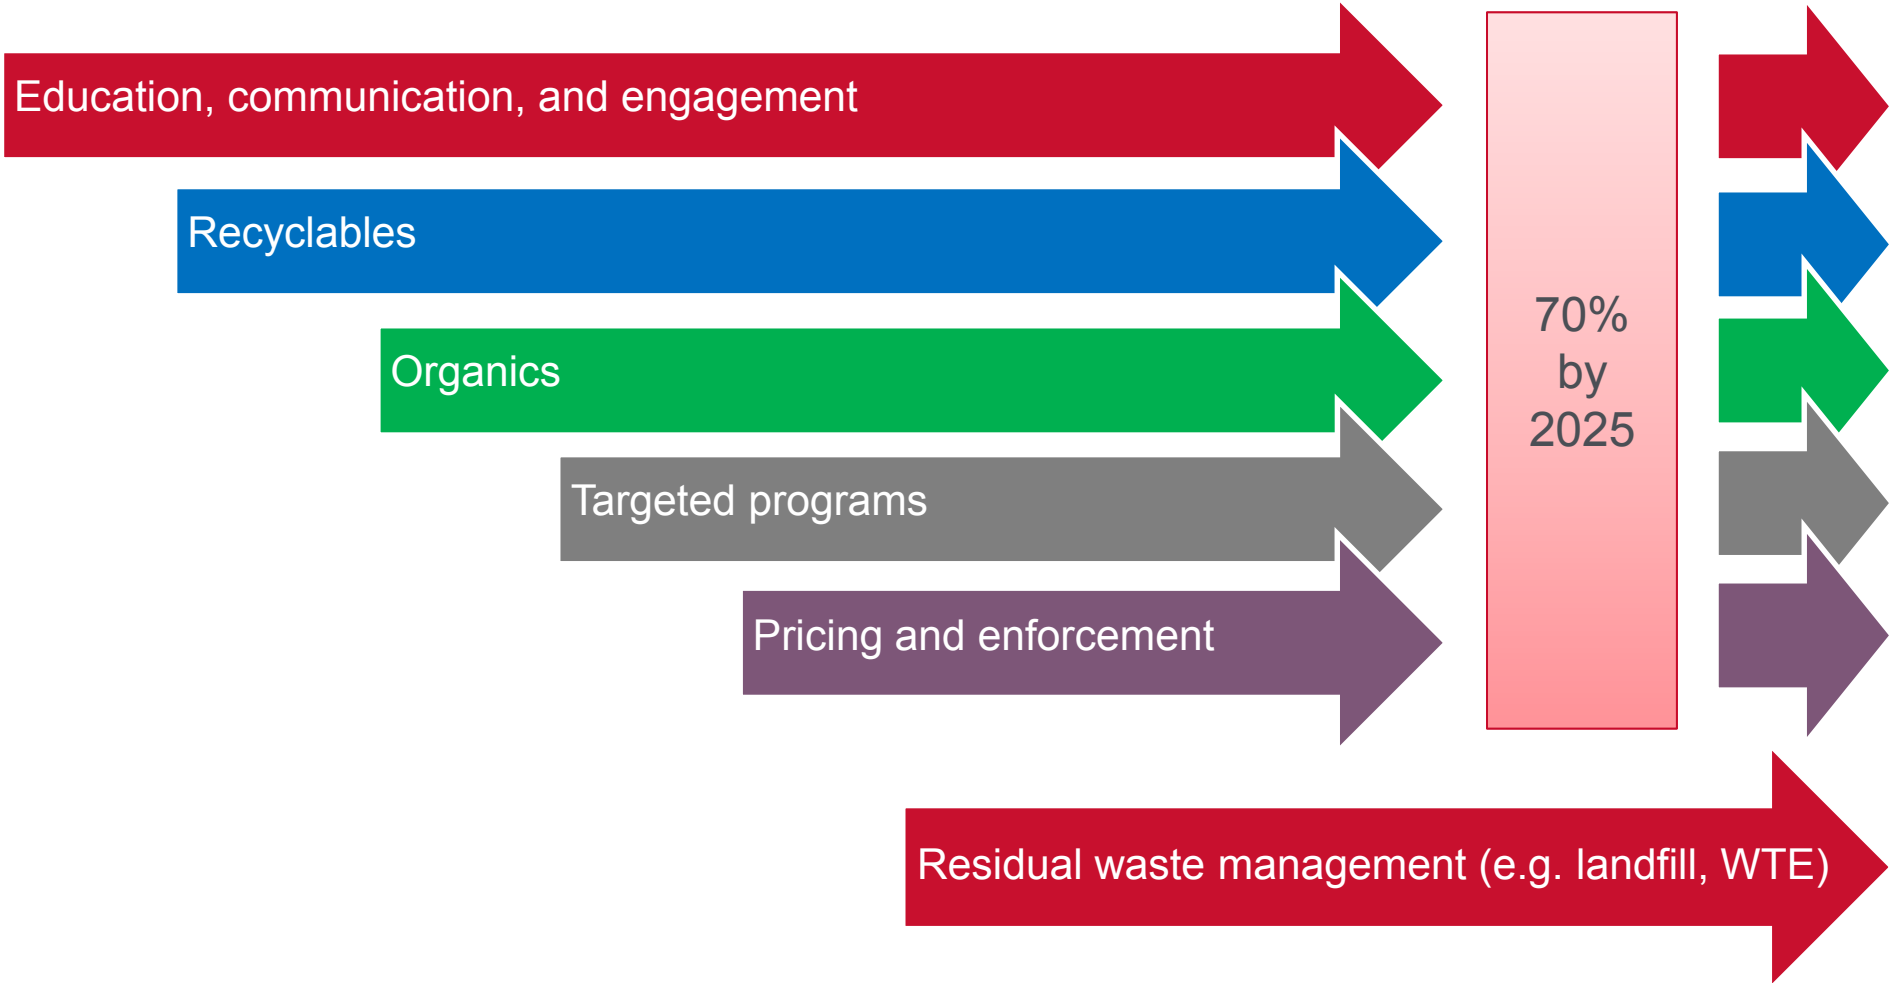 Education, communication, and engagement
Recyclables
Organics
Targeted programs
Pricing and enforcement
70%
by
2025
Residual waste management (e.g. landfill, WTE)